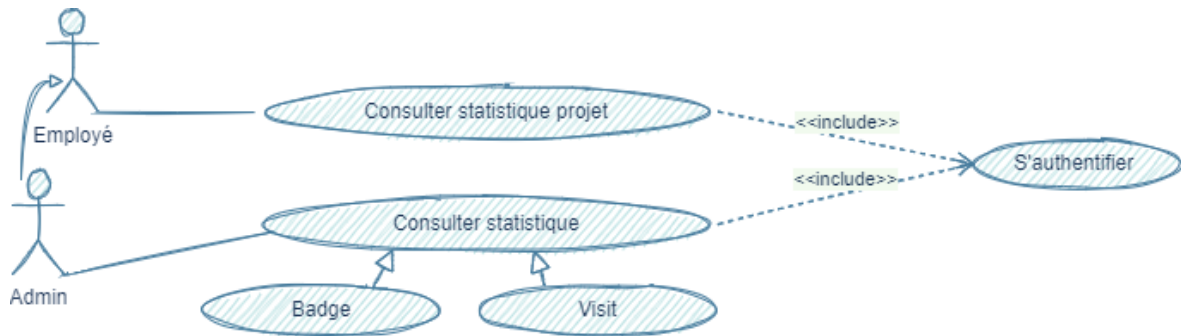 Employé
Consulter statistique projet
<<include>>
S'authentifier
<<include>>
Consulter statistique
Admin
Badge
Visit